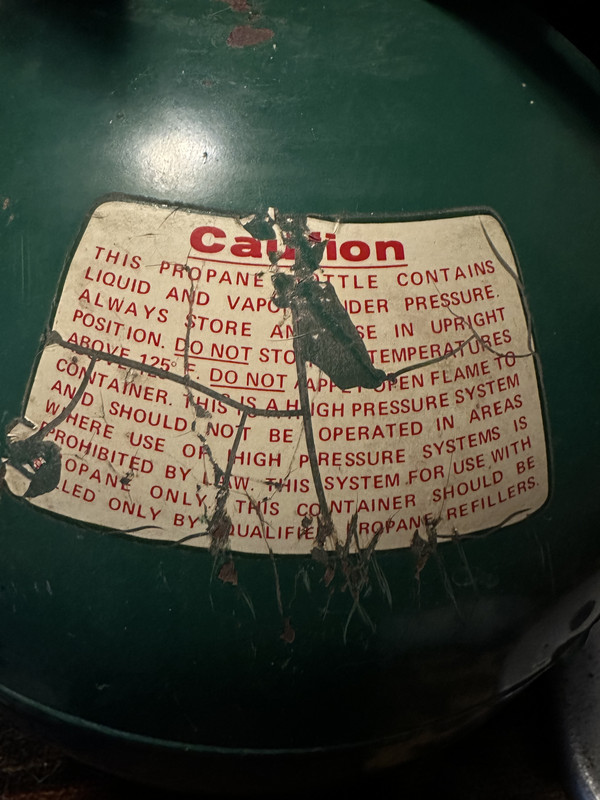 Caution
THIS PROPANE BOTTLE CONTAINS
LIQUID AND VAPOR UNDER PRESSURE.
ALWAYS STORE AND USE IN UPRIGHT
POSITION. DO NOT STO TEMPERATURES
ABOVE 125° F. DO NOT APPLY OPEN FLAME TO
CONTAINER. THIS IS A HIGH PRESSURE SYSTEM
AND SHOULD NOT BE OPERATED IN AREAS
WHERE USE OF HIGH PRESSURE SYSTEMS IS
PROHIBITED BY LAW. THIS SYSTEM FOR USE WITH
PROPANE ONLY. THIS CONTAINER SHOULD BE
LED ONLY BY QUALIFIED PROPANE REFILLERS.